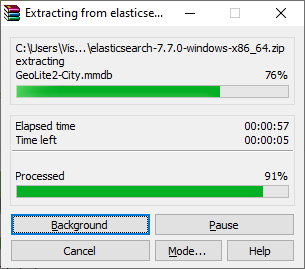 Extracting from elasticse...
C:\Users\Vis...\elasticsearch-7.7.0-windows-x86_64.zip
extracting
GeoLite2-City.mmdb 76%
Elapsed time 00:00:57
Time left 00:00:05
Processed 91%
Background Pause
Cancel Mode... Help